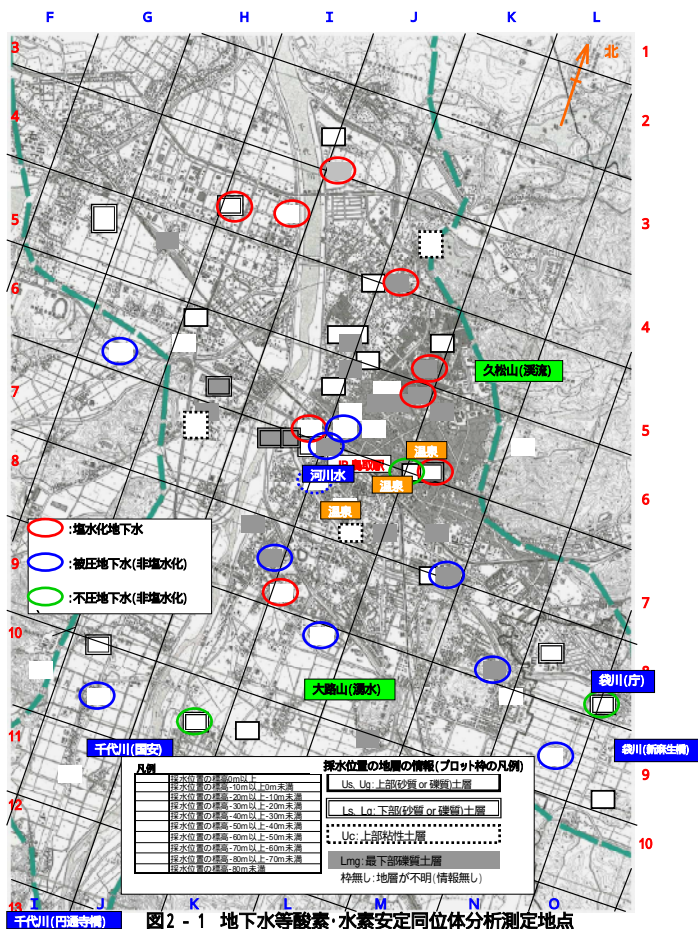 F G H I J K L
3 1
北
2
4
3
5
6
4
久松山(渓流)
7
5
温泉
8
JR鳥取駅
河川水
温泉
6
温泉
:塩水化地下水
:被圧地下水(非塩水化)
:不圧地下水(非塩水化)
9
7
10
8
袋川(庁)
大路山(湧水)
11
千代川(国安)
袋川(新麻生橋)
9
凡例
採水位置の標高0m以上
採水位置の標高-10m以上0m未満
採水位置の標高-20m以上-10m未満
採水位置の標高-30m以上-20m未満
採水位置の標高-40m以上-30m未満
採水位置の標高-50m以上-40m未満
採水位置の標高-60m以上-50m未満
採水位置の標高-70m以上-60m未満
採水位置の標高-80m以上-70m未満
採水位置の標高-80m未満
採水位置の地層の情報(プロット枠の凡例)
Us, Ug: 上部(砂質 or 礫質)土層
Ls, Lg: 下部(砂質 or 礫質)土層
Uc: 上部粘性土層
Lmg: 最下部礫質土層
枠無し: 地層が不明(情報無し)
12
10
13
I J K L M N O
千代川(円通寺橋)
図2 - 1 地下水等酸素・水素安定同位体分析測定地点